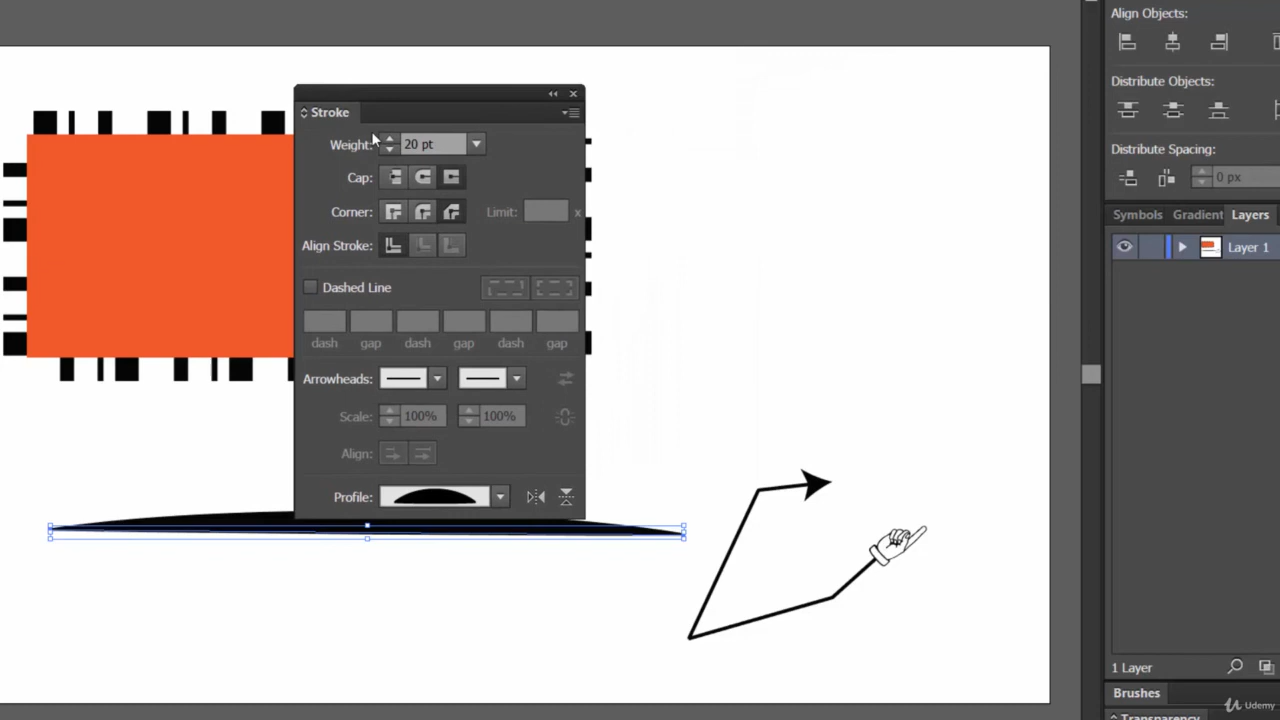 Stroke
Weight: 20 pt
Cap:
Corner: Limit: x
Align Stroke:
Dashed Line
dash gap dash gap dash gap
Arrowheads:
Scale: 100% 100%
Align:
Profile:
Align Objects:
Distribute Objects:
Distribute Spacing:
0 px
Symbols Gradient Layers
Layer 1
1 Layer
Brushes
Transparency
Udemy